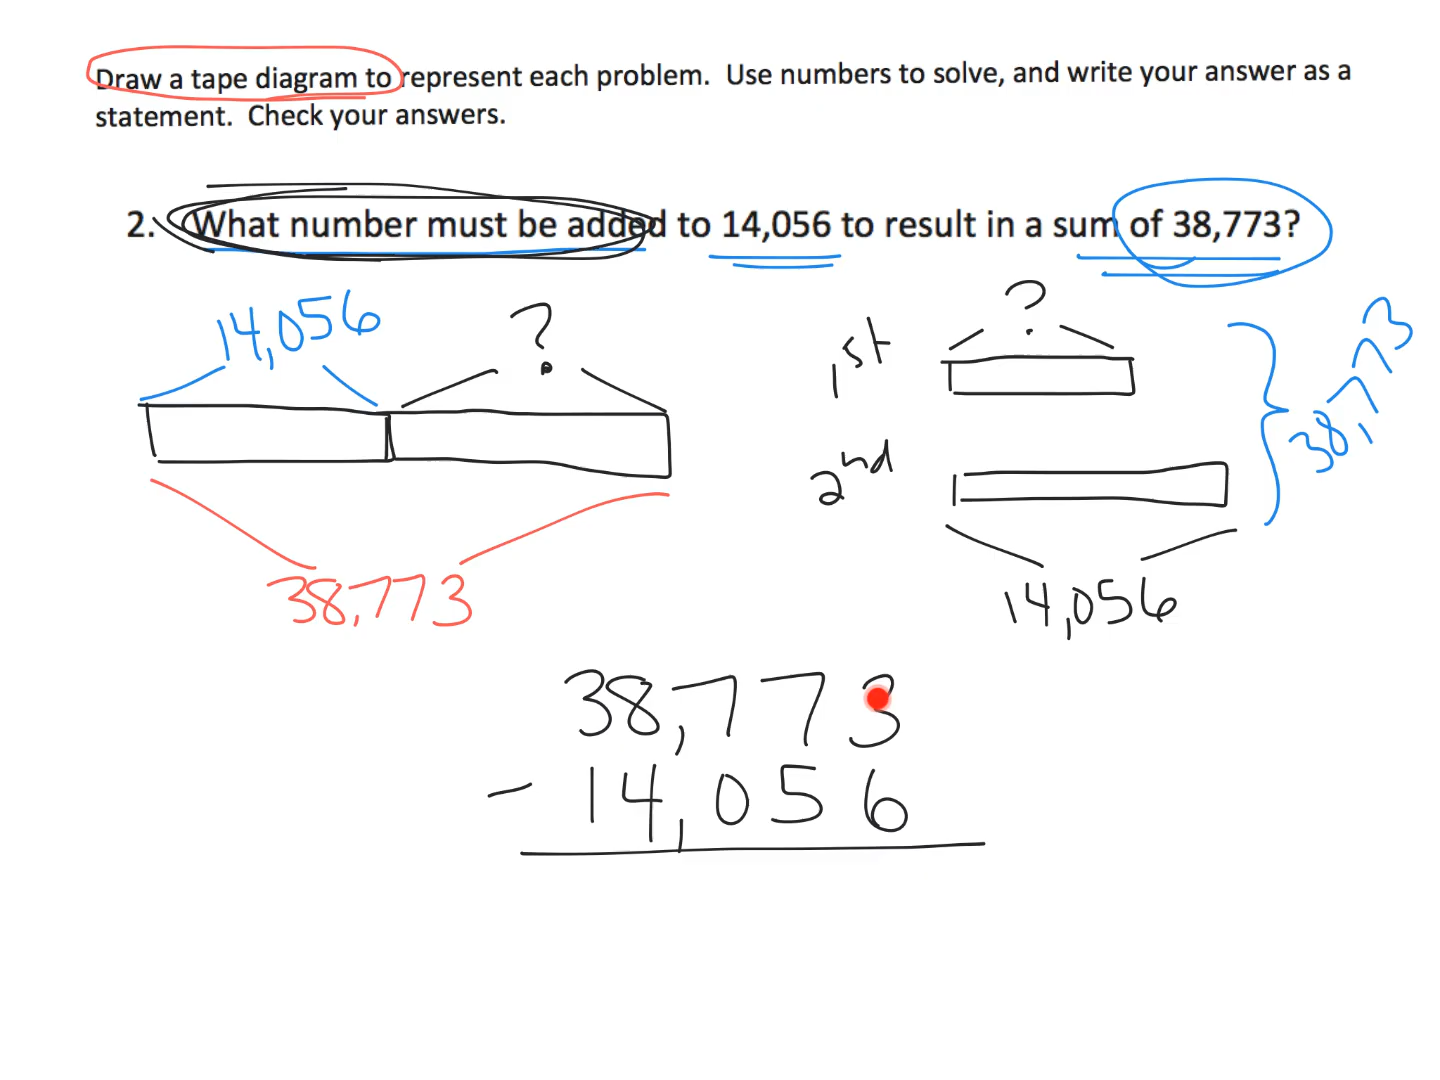 Draw a tape diagram to represent each problem. Use numbers to solve, and write your answer as a
statement. Check your answers.
2. What number must be added to 14,056 to result in a sum of 38,773?
14,056
?
38,773
1st
?
2nd
38,773
14,056
38,773
- 14,056